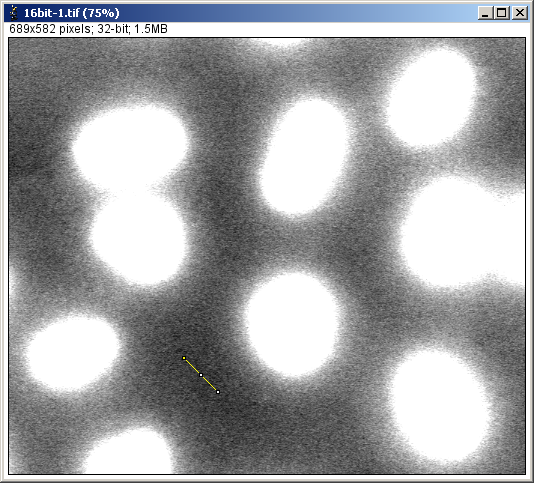 16bit-1.tif (75%)
689x582 pixels; 32-bit; 1.5MB